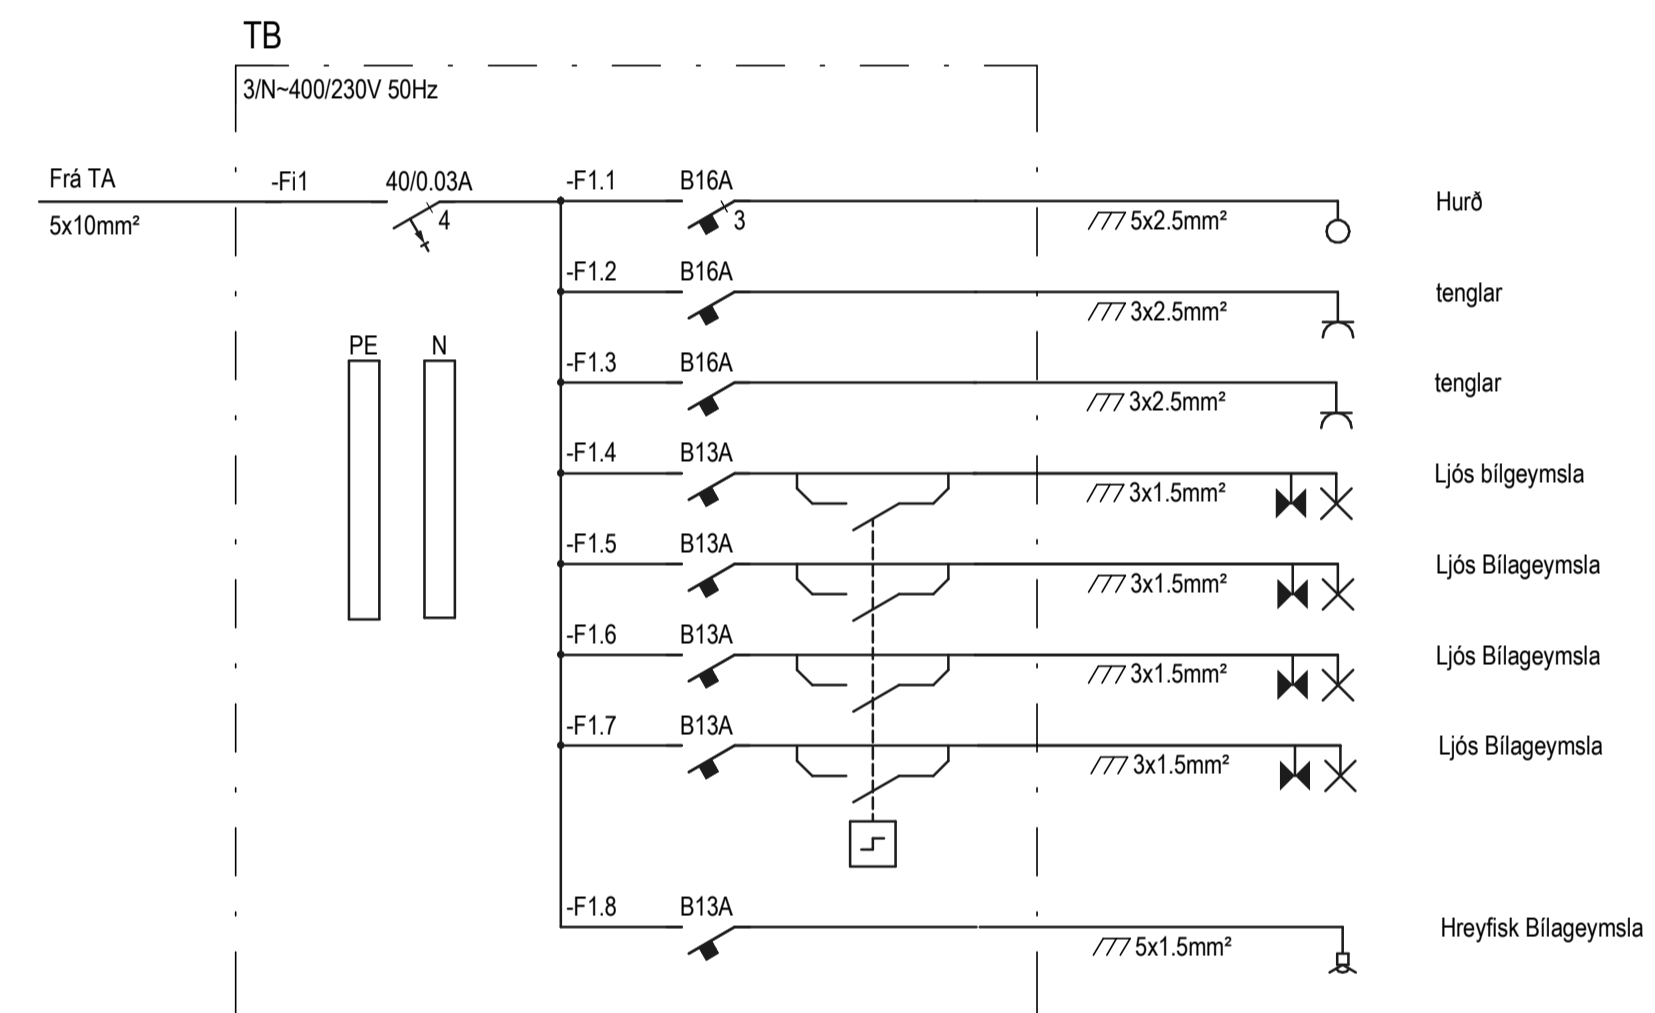 TB
3/N~400/230V 50Hz
Frá TA
5x10mm²
-Fi1
40/0.03A
4
PE
N
-F1.1 B16A
3
5x2.5mm²
Hurð
-F1.2 B16A
3x2.5mm²
tenglar
-F1.3 B16A
3x2.5mm²
tenglar
-F1.4 B13A
3x1.5mm²
Ljós bílgeymsla
-F1.5 B13A
3x1.5mm²
Ljós Bílageymsla
-F1.6 B13A
3x1.5mm²
Ljós Bílageymsla
-F1.7 B13A
3x1.5mm²
Ljós Bílageymsla
-F1.8 B13A
5x1.5mm²
Hreyfisk Bílageymsla